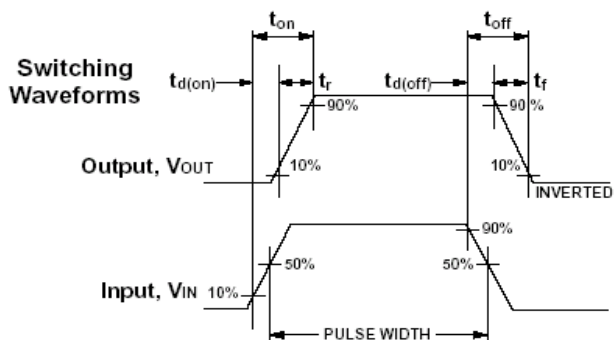 ton
toff
Switching
Waveforms
td(on)
tr
td(off)
tf
90%
90%
Output, VOUT
10%
10%
INVERTED
90%
50%
50%
Input, VIN
10%
PULSE WIDTH